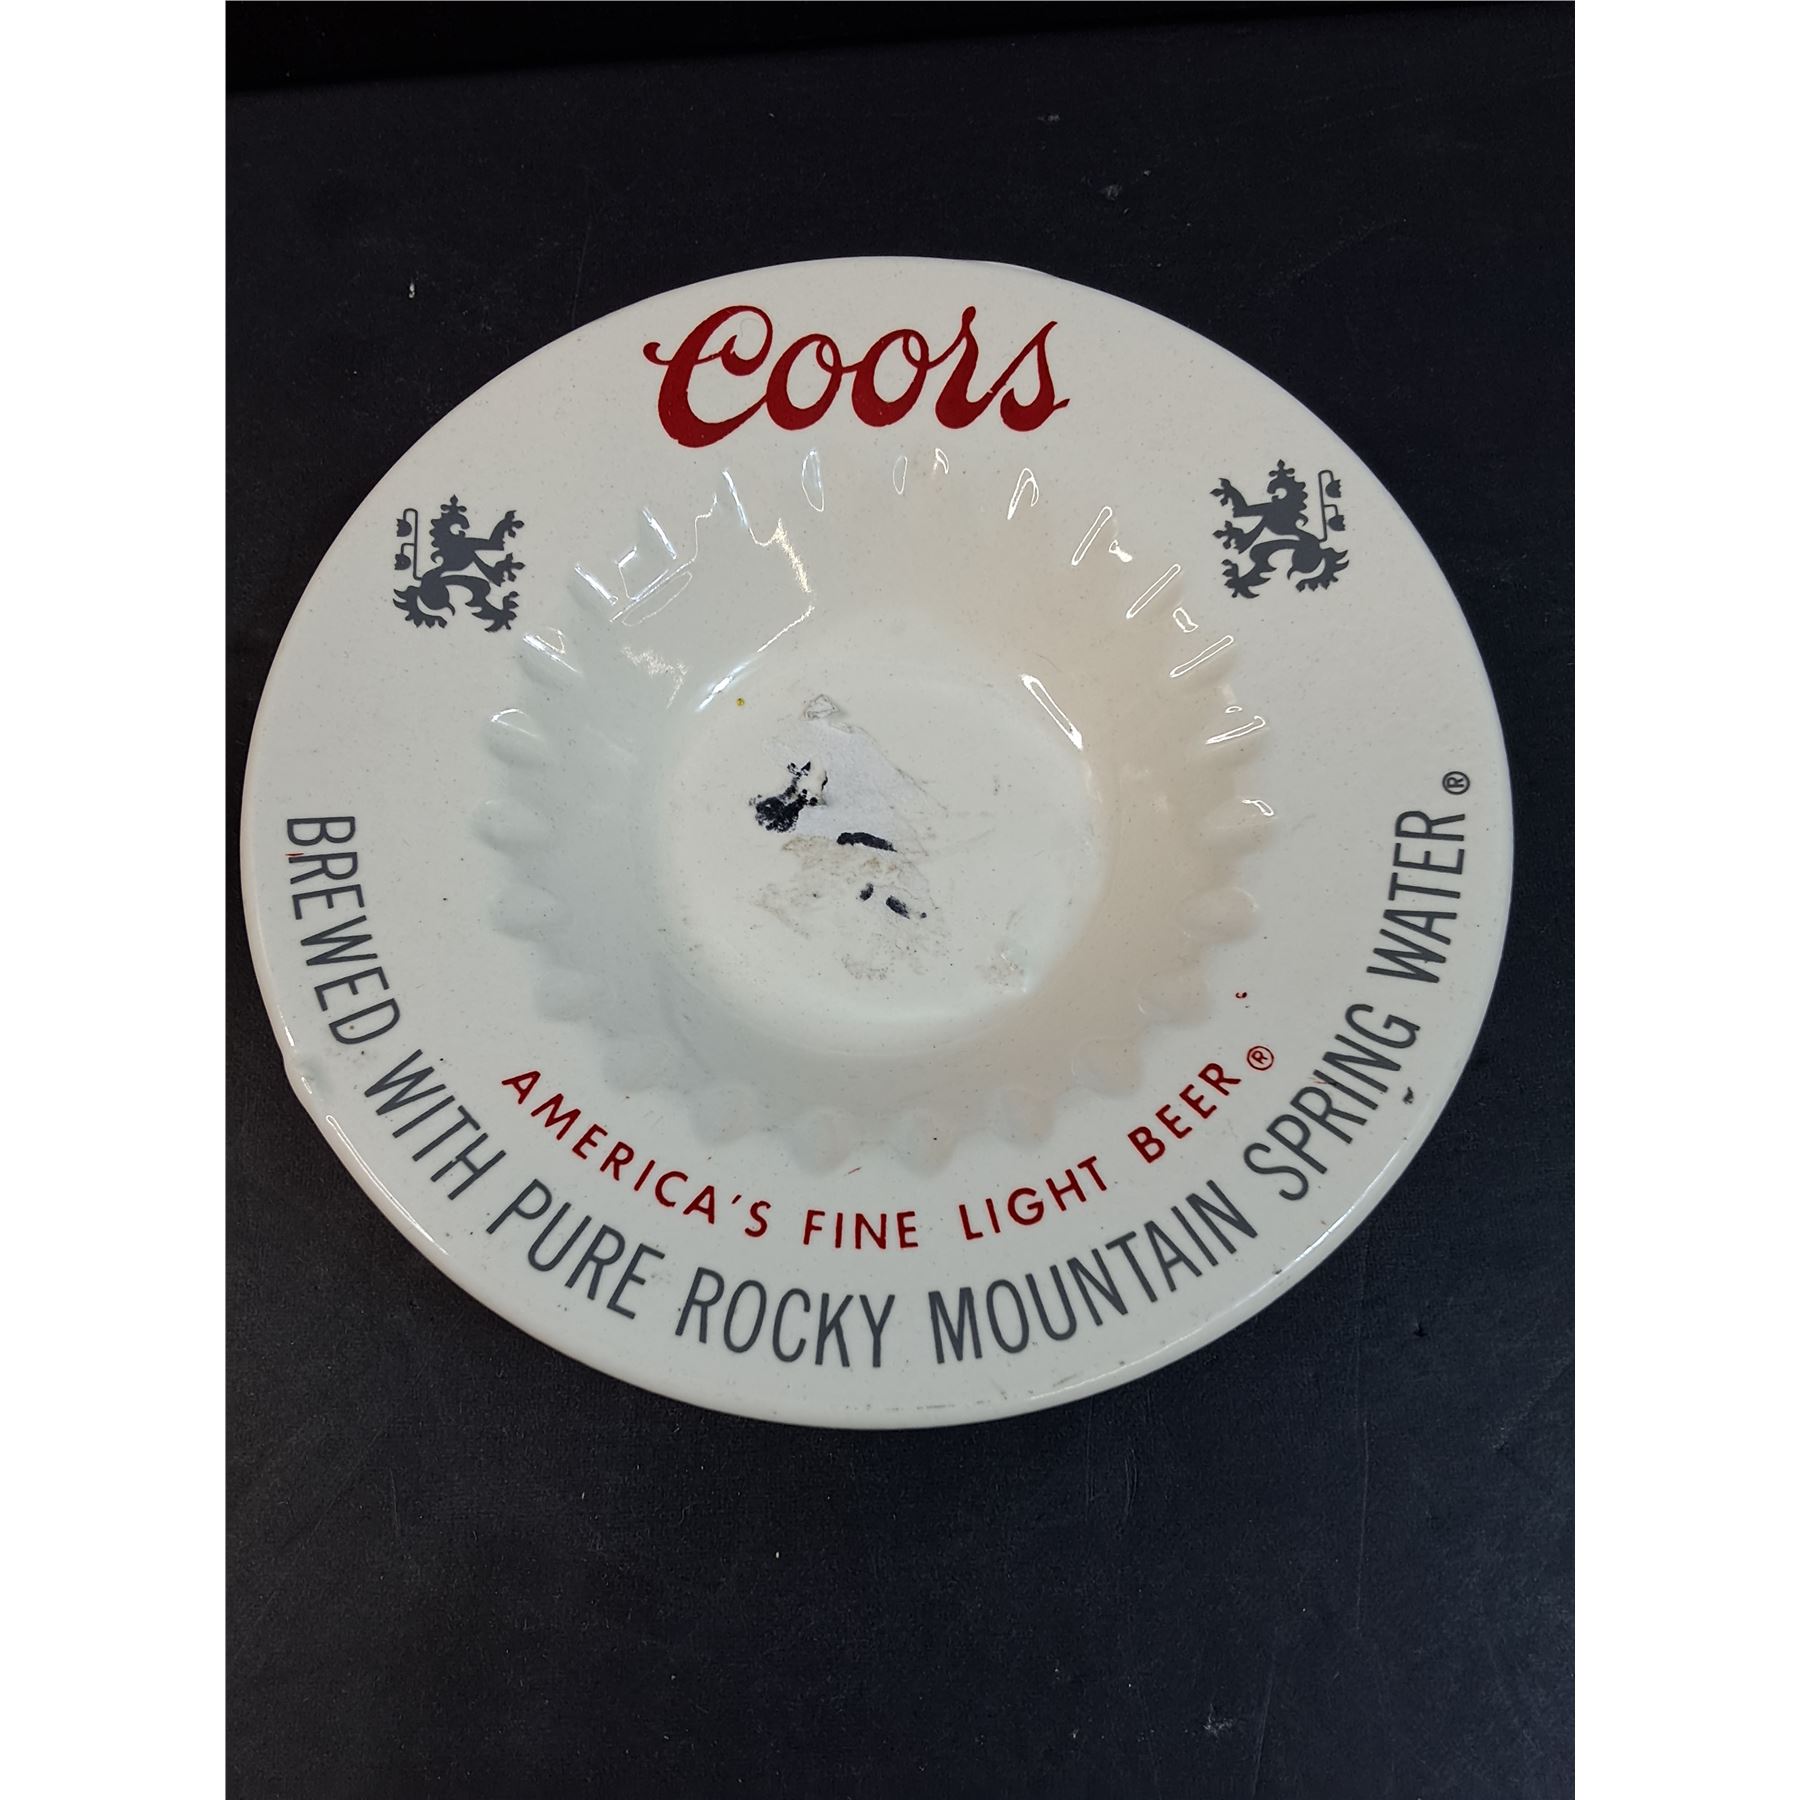 Coors
AMERICA'S FINE LIGHT BEER®
BREWED WITH PURE ROCKY MOUNTAIN SPRING WATER®